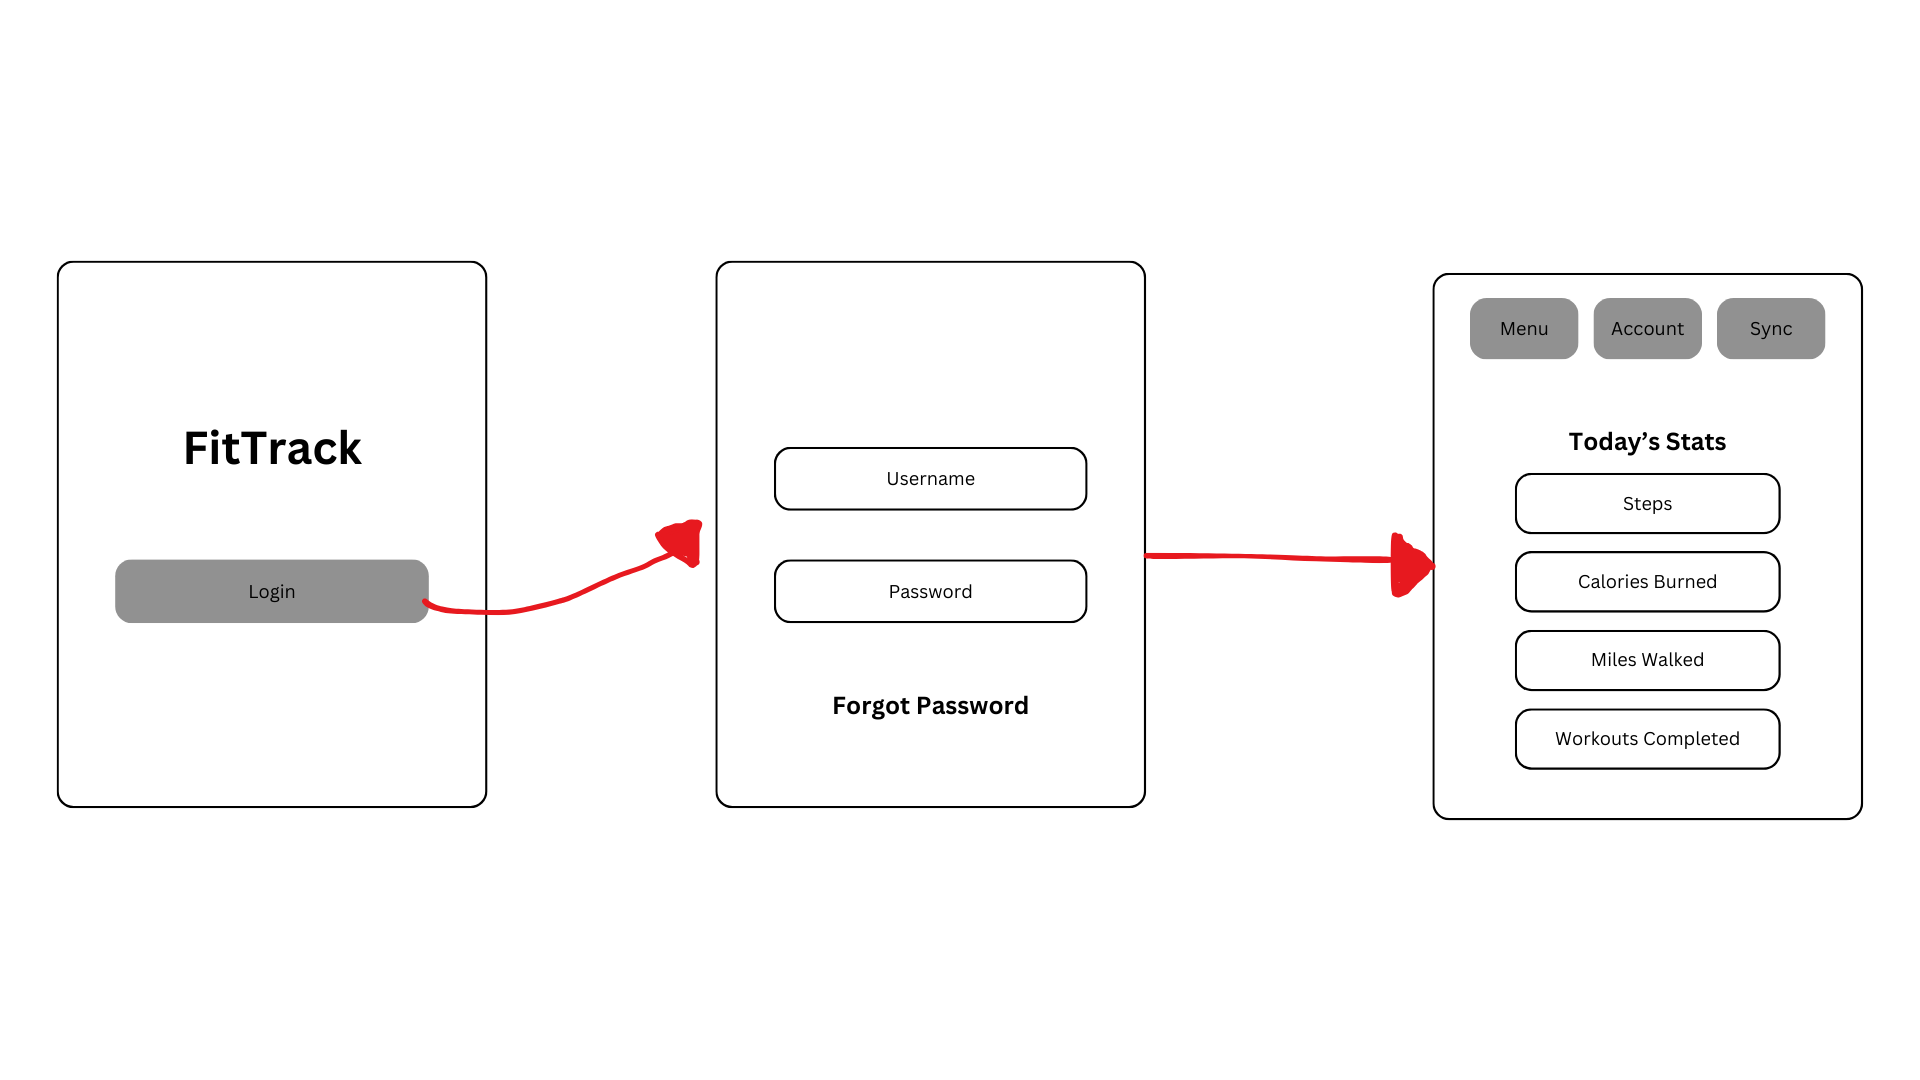 FitTrack
Login
Username
Password
Forgot Password
Menu
Account
Sync
Today’s Stats
Steps
Calories Burned
Miles Walked
Workouts Completed